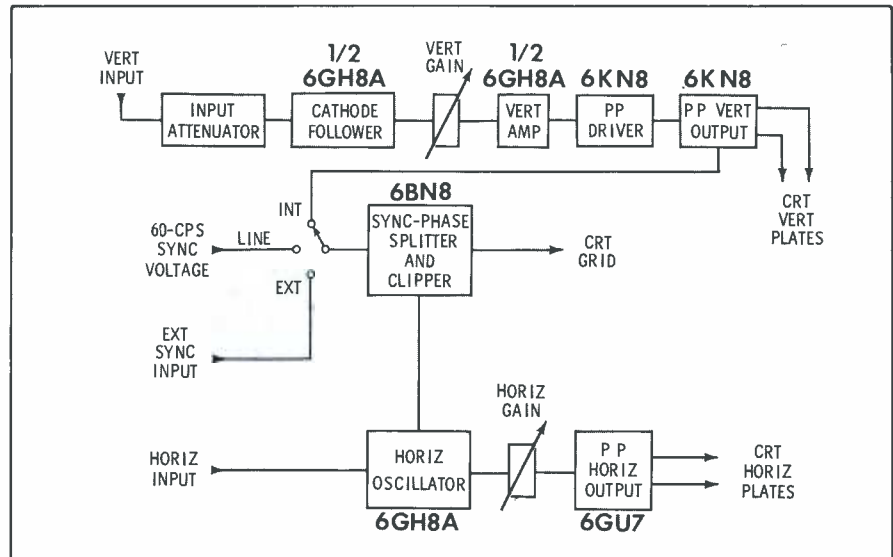 VERT
INPUT
INPUT
ATTENUATOR
1/2
6GH8A
CATHODE
FOLLOWER
VERT
GAIN
1/2
6GH8A
VERT
AMP
6KN8
PP
DRIVER
6KN8
PP VERT
OUTPUT
CRT
VERT
PLATES
INT
60-CPS
SYNC
VOLTAGE
LINE
EXT
EXT
SYNC
INPUT
6BN8
SYNC-PHASE
SPLITTER
AND
CLIPPER
CRT
GRID
HORIZ
INPUT
HORIZ
OSCILLATOR
6GH8A
HORIZ
GAIN
PP
HORIZ
OUTPUT
6GU7
CRT
HORIZ
PLATES